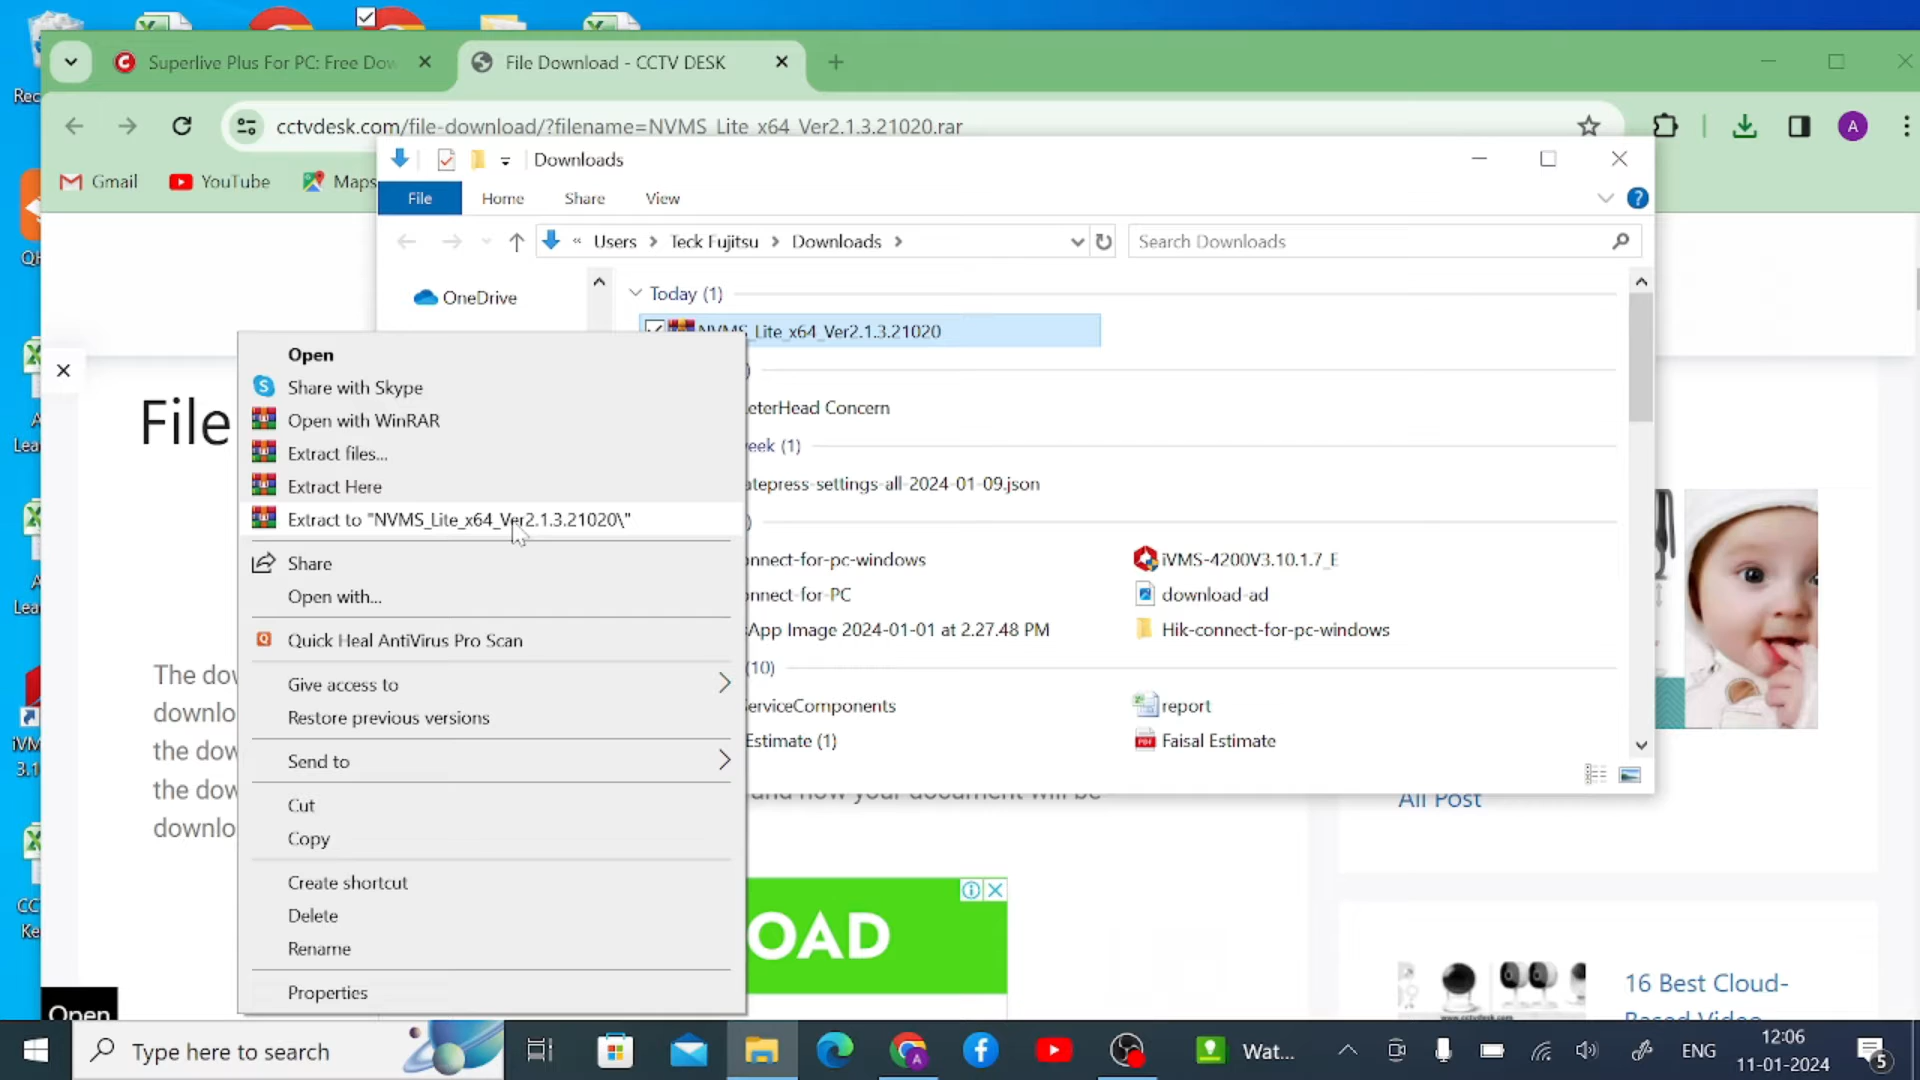 Superlive Plus For PC: Free Dow
File Download - CCTV DESK
cctvdesk.com/file-download/?filename=NVMS_Lite_x64_Ver2.1.3.21020.rar
A
Gmail
YouTube
Maps
Downloads
File
Home
Share
View
?
« Users > Teck Fujitsu > Downloads >
Search Downloads
OneDrive
Today (1)
NVMS_Lite_x64_Ver2.1.3.21020
eterHead Concern
eek (1)
atepress-settings-all-2024-01-09.json
nnect-for-pc-windows
iVMS-4200V3.10.1.7_E
nnect-for-PC
download-ad
sApp Image 2024-01-01 at 2.27.48 PM
Hik-connect-for-pc-windows
(10)
erviceComponents
report
Estimate (1)
Faisal Estimate
Open
Share with Skype
Open with WinRAR
Extract files...
Extract Here
Extract to "NVMS_Lite_x64_Ver2.1.3.21020\"
Share
Open with...
Quick Heal AntiVirus Pro Scan
Give access to
Restore previous versions
Send to
Cut
Copy
Create shortcut
Delete
Rename
Properties
File
The dow
downlo
the dow
the dow
downlo
All Post
OAD
16 Best Cloud-
Open
Type here to search
Wat...
ENG
12:06
11-01-2024
5